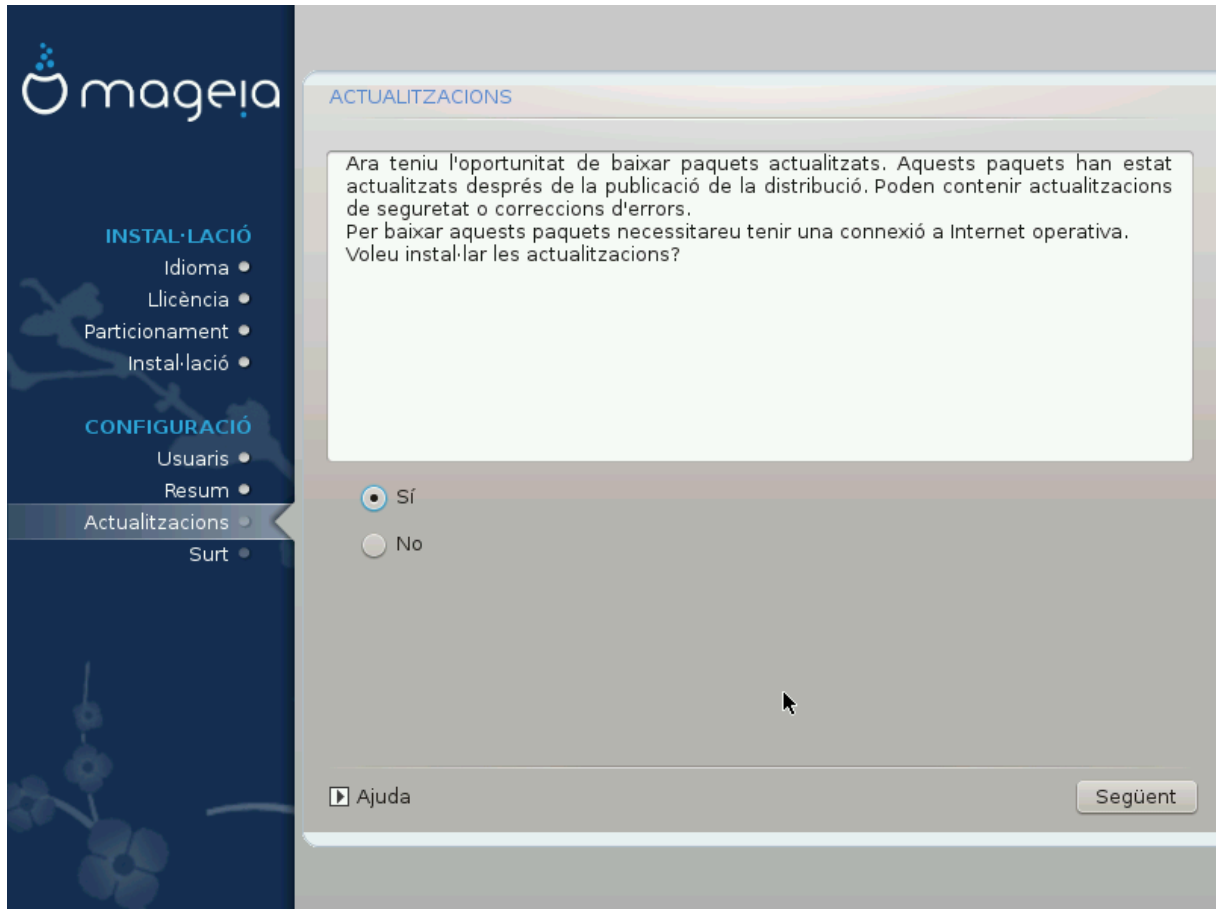 mageia
INSTAL·LACIÓ
Idioma
Llicència
Particionament
Instal·lació
CONFIGURACIÓ
Usuaris
Resum
Actualitzacions
Surt
ACTUALITZACIONS
Ara teniu l'oportunitat de baixar paquets actualitzats. Aquests paquets han estat
actualitzats després de la publicació de la distribució. Poden contenir actualitzacions
de seguretat o correccions d'errors.
Per baixar aquests paquets necessitareu tenir una connexió a Internet operativa.
Voleu instal·lar les actualitzacions?
Sí
No
Ajuda
Següent